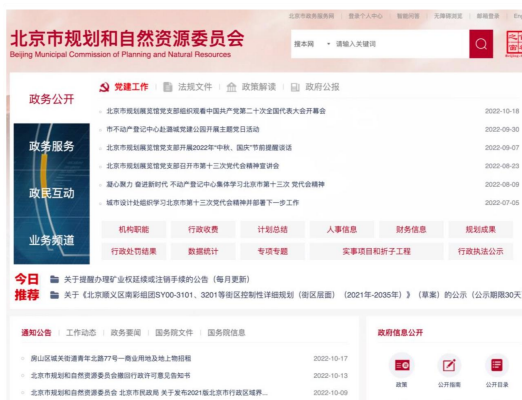 北京市政务服务网 | 登录个人中心 智能问答 | 无障碍浏览 | 邮箱登录 | Eng
北京市规划和自然资源委员会
Beijing Municipal Commission of Planning and Natural Resources
搜本网 请输入关键词
政务公开
政务服务
政民互动
业务频道
党建工作 法规文件 政策解读 政府公报
北京市规划展览馆党支部组织观看中国共产党第二十次全国代表大会开幕会 2022-10-18
市不动产登记中心赴潞城党建公园开展主题党日活动 2022-09-30
北京市规划展览馆党支部开展2022年“中秋、国庆”节前提醒谈话 2022-09-07
北京市规划展览馆党支部召开市第十三次党代会精神宣讲会 2022-08-23
凝心聚力 奋进新时代 不动产登记中心集体学习北京市第十三次 党代会精神 2022-08-09
城市设计处组织学习北京市第十三次党代会精神并部署下一步工作 2022-07-05
机构职能 行政收费 计划总结 人事信息 财务信息 规划成果
行政处罚结果 数据统计 专项专题 实事项目和折子工程 行政执法公示
今日推荐
关于提醒办理矿业权延续或注销手续的公告（每月更新）
关于《北京顺义区南彩组团SY00-3101、3201等街区控制性详细规划（街区层面）（2021年-2035年）》（草案）的公示（公示期限30天
通知公告 | 工作动态 | 政务要闻 | 国务院文件 | 国务院信息
房山区城关街道青年北路77号一商业用地及地上物招租 2022-10-17
北京市规划和自然资源委员会撤回行政许可意见告知书 2022-10-13
北京市规划和自然资源委员会 北京市民政局 关于发布2021版北京市行政区域界... 2022-10-09
政府信息公开
政策 公开指南 公开目录